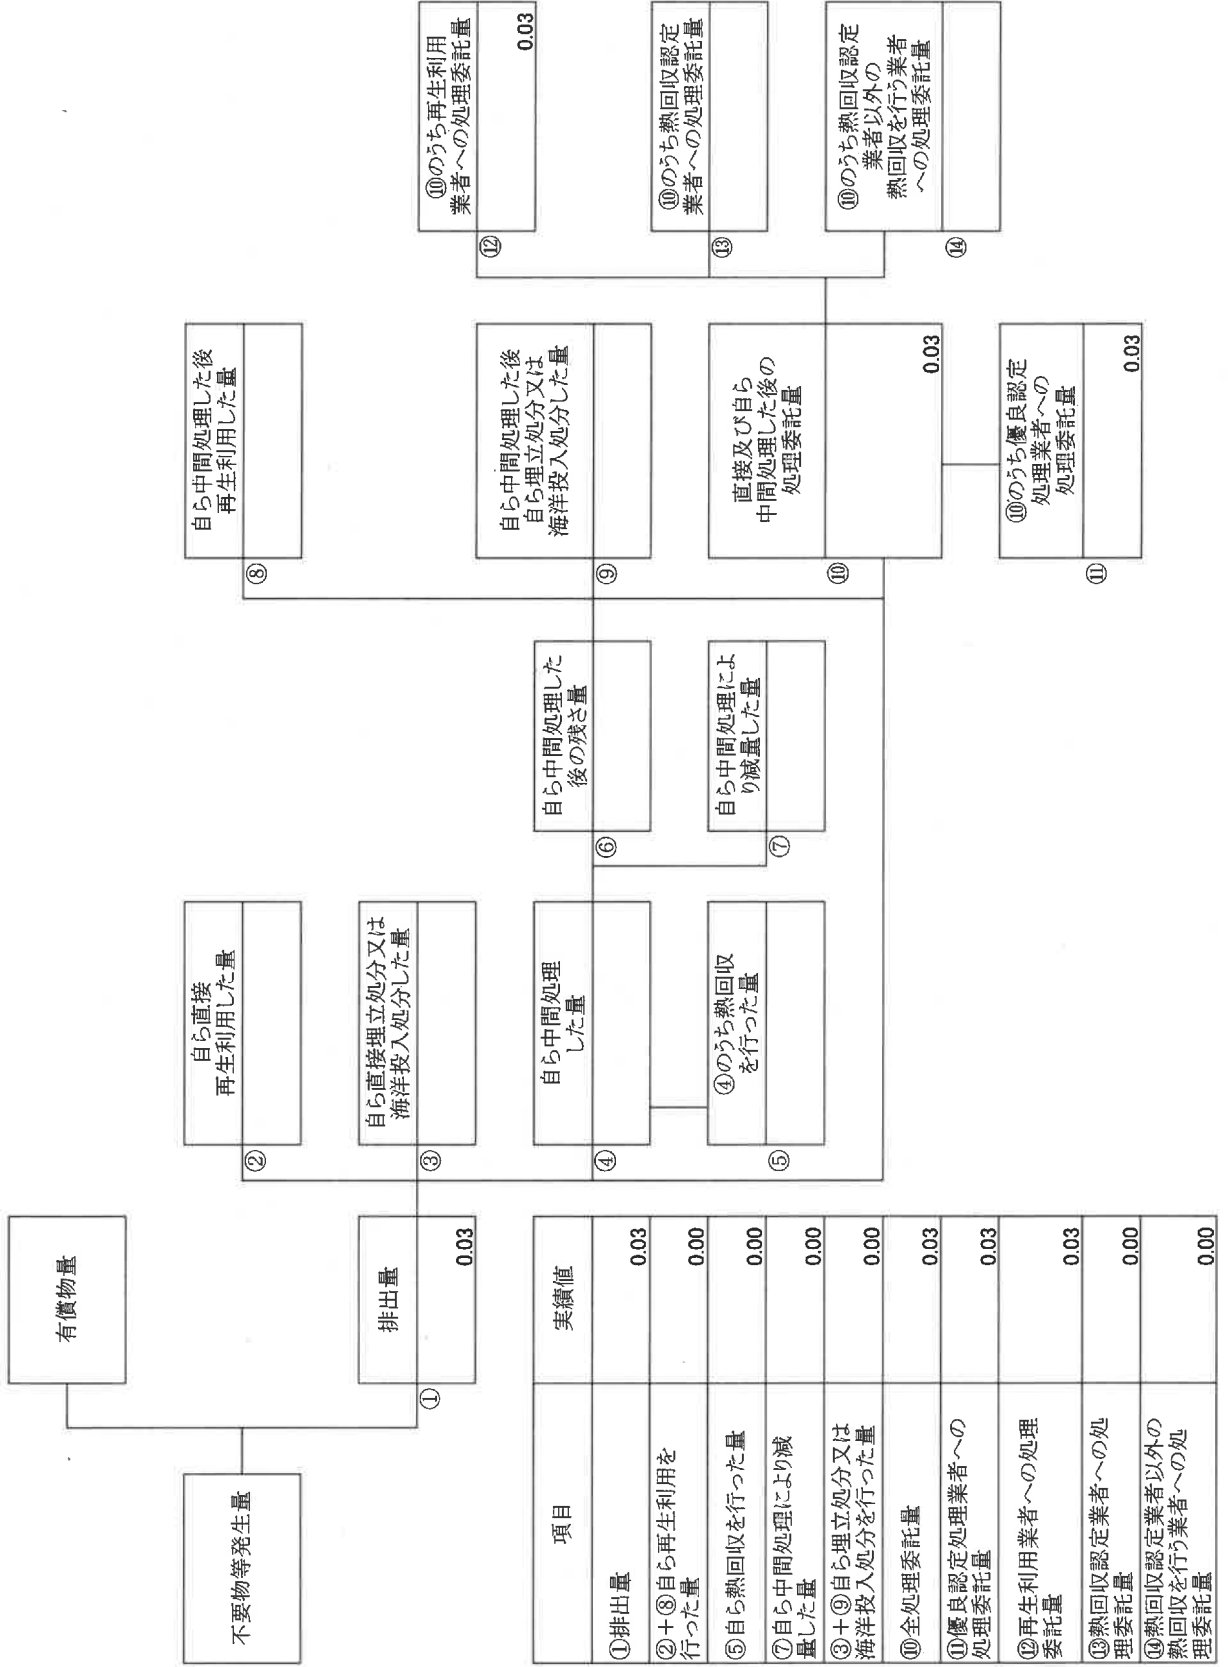 不要物等発生量
有償物量
①
排出量
0.03
②
自ら直接
再生利用した量
③
自ら直接埋立処分又は
海洋投入処分した量
④
自ら中間処理
した量
⑤
④のうち熱回収
を行った量
⑥
自ら中間処理した
後の残さ量
⑦
自ら中間処理によ
り減量した量
⑧
自ら中間処理した後
再生利用した量
⑨
自ら中間処理した後
自ら埋立処分又は
海洋投入処分した量
⑩
直接及び自ら
中間処理した後の
処理委託量
0.03
⑪
⑩のうち優良認定
処理業者への
処理委託量
0.03
⑫
⑩のうち再生利用
業者への処理委託量
0.03
⑬
⑩のうち熱回収認定
業者への処理委託量
⑭
⑩のうち熱回収認定
業者以外の
熱回収を行う業者
への処理委託量
項目 実績値
①排出量 0.03
②+⑧自ら再生利用を
行った量 0.00
⑤自ら熱回収を行った量 0.00
⑦自ら中間処理により減
量した量 0.00
③+⑨自ら埋立処分又は
海洋投入処分を行った量 0.00
⑩全処理委託量 0.03
⑪優良認定処理業者への
処理委託量 0.03
⑫再生利用業者への処理
委託量 0.03
⑬熱回収認定業者への処
理委託量 0.00
⑭熱回収認定業者以外の
熱回収を行う業者への処
理委託量 0.00